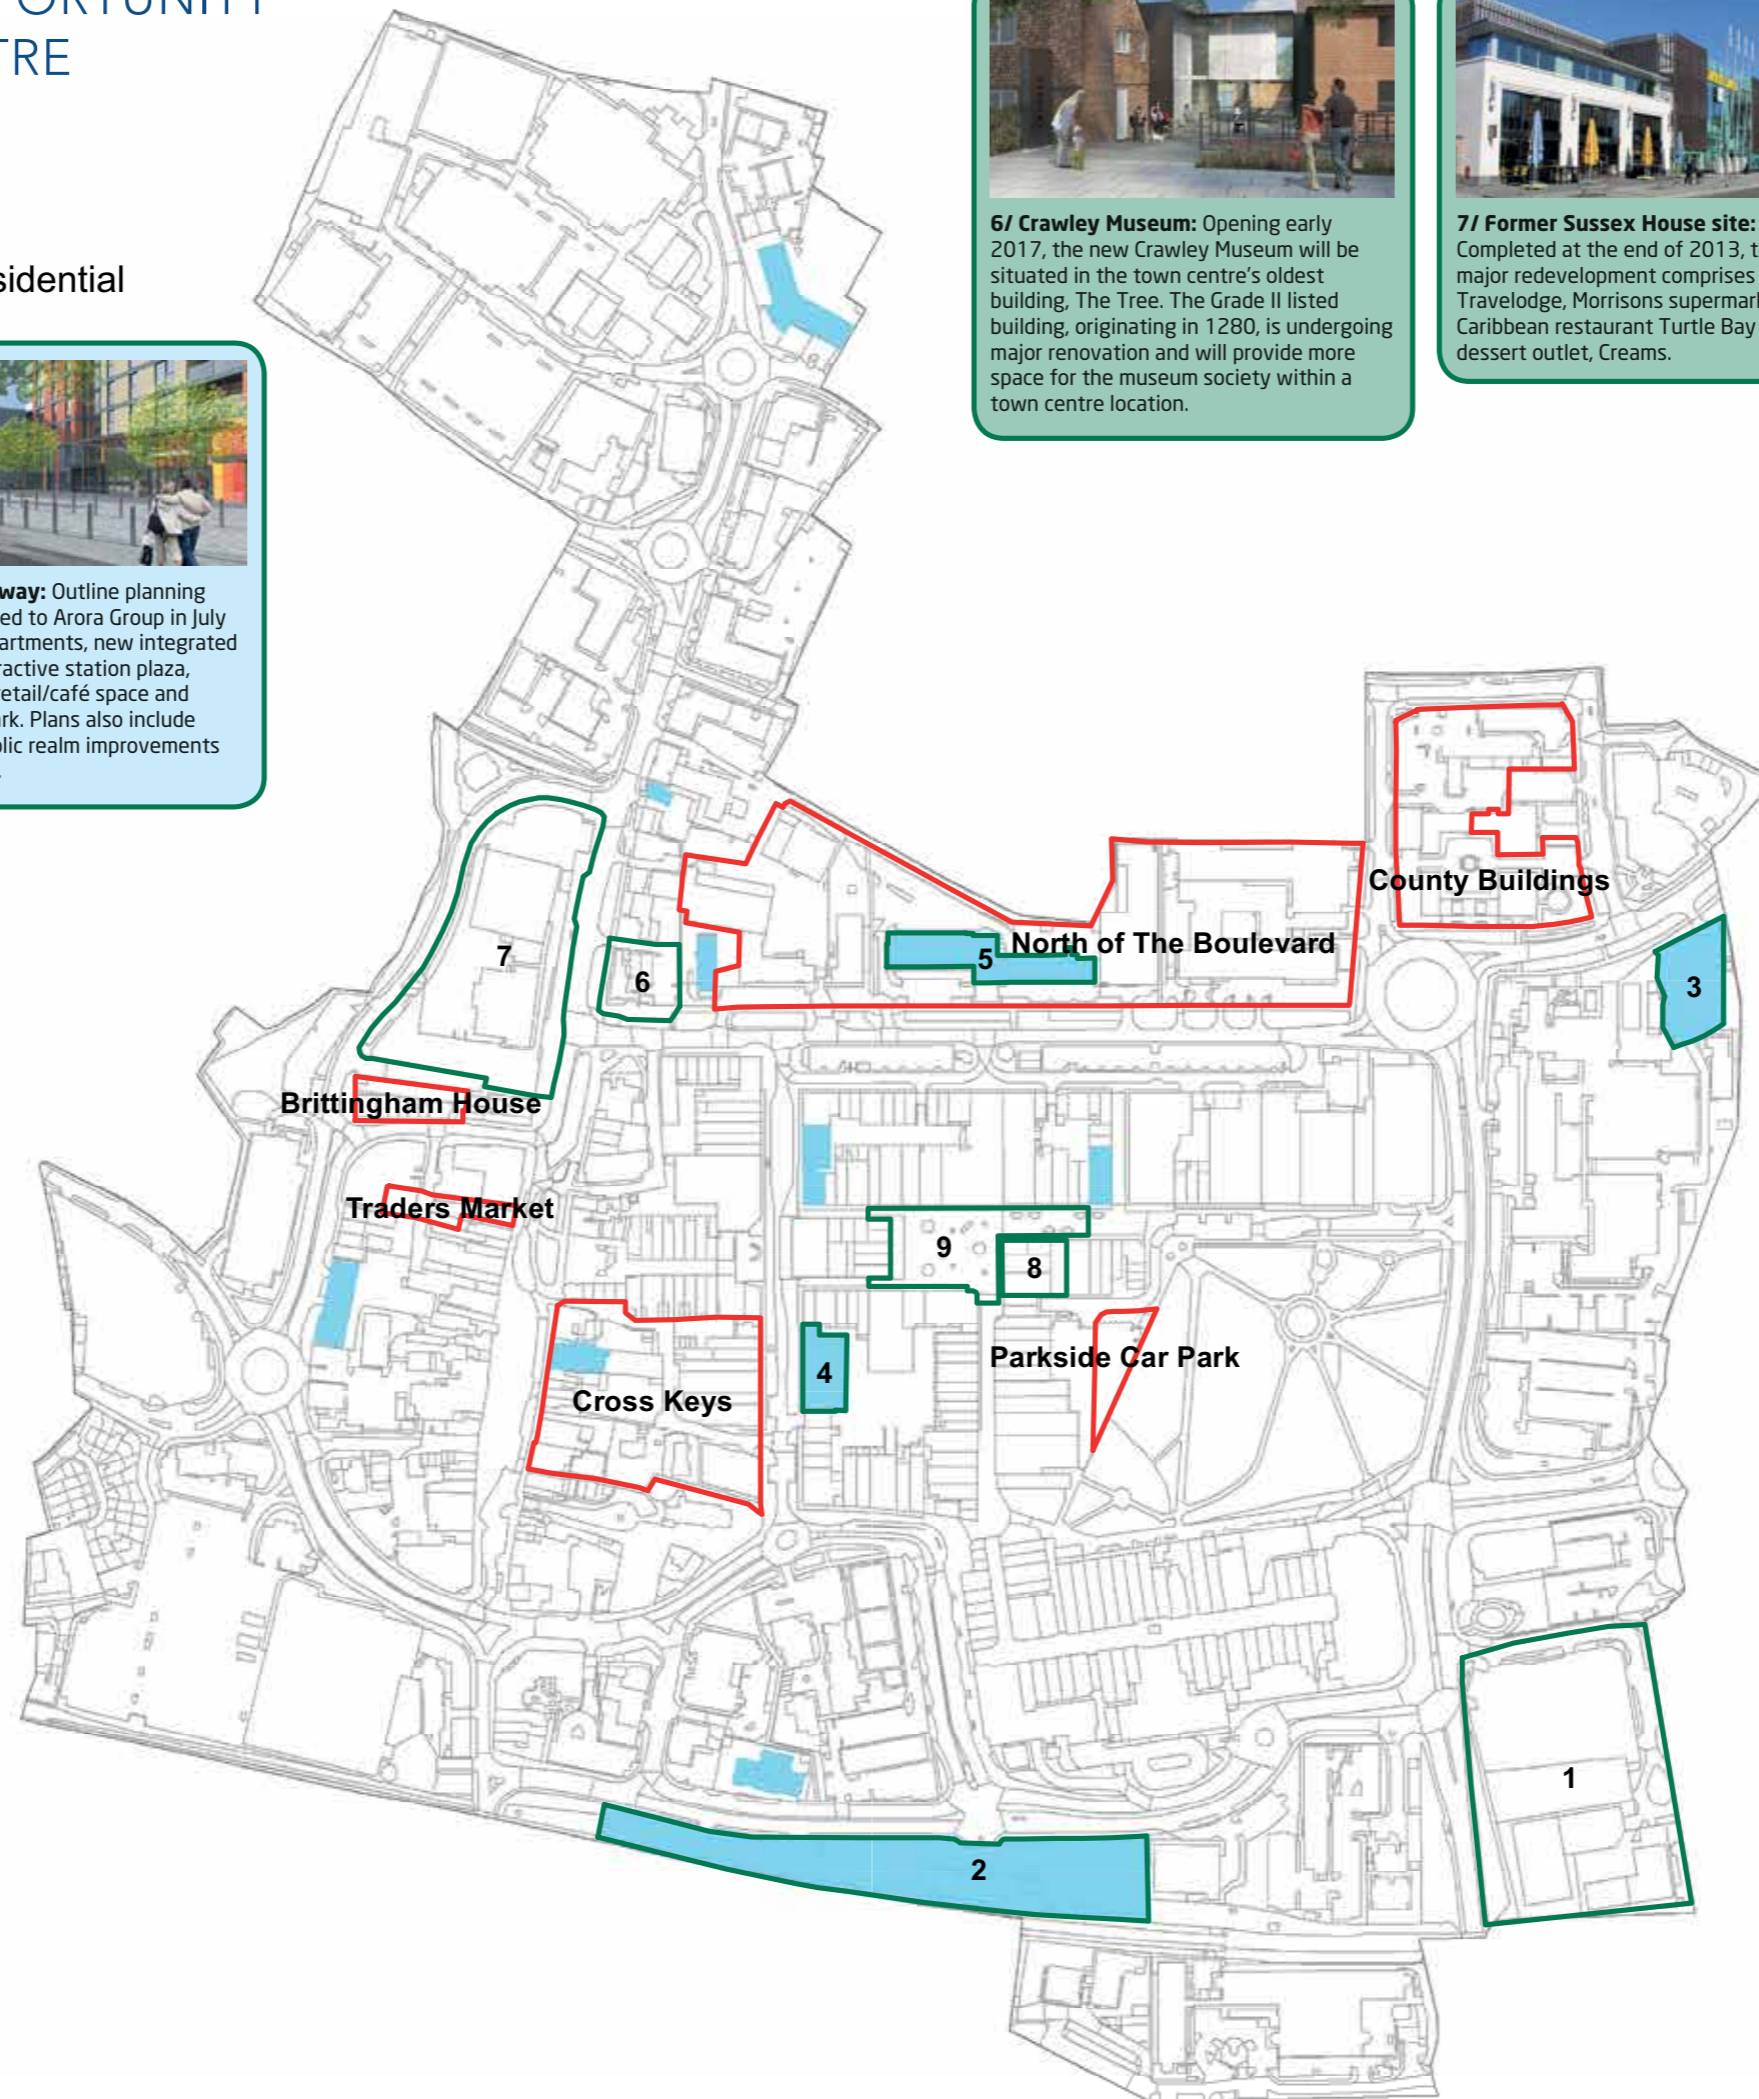 ORTUNITY
TRE
sidential
way: Outline planning
ed to Arora Group in July
artments, new integrated
ractive station plaza,
retail/café space and
ark. Plans also include
lic realm improvements
6/ Crawley Museum: Opening early
2017, the new Crawley Museum will be
situated in the town centre's oldest
building, The Tree. The Grade II listed
building, originating in 1280, is undergoing
major renovation and will provide more
space for the museum society within a
town centre location.
7/ Former Sussex House site:
Completed at the end of 2013, t
major redevelopment comprises
Travelodge, Morrisons supermark
Caribbean restaurant Turtle Bay
dessert outlet, Creams.
County Buildings
North of The Boulevard
7
6
5
3
Brittingham House
Traders Market
9
8
Parkside Car Park
4
Cross Keys
1
2